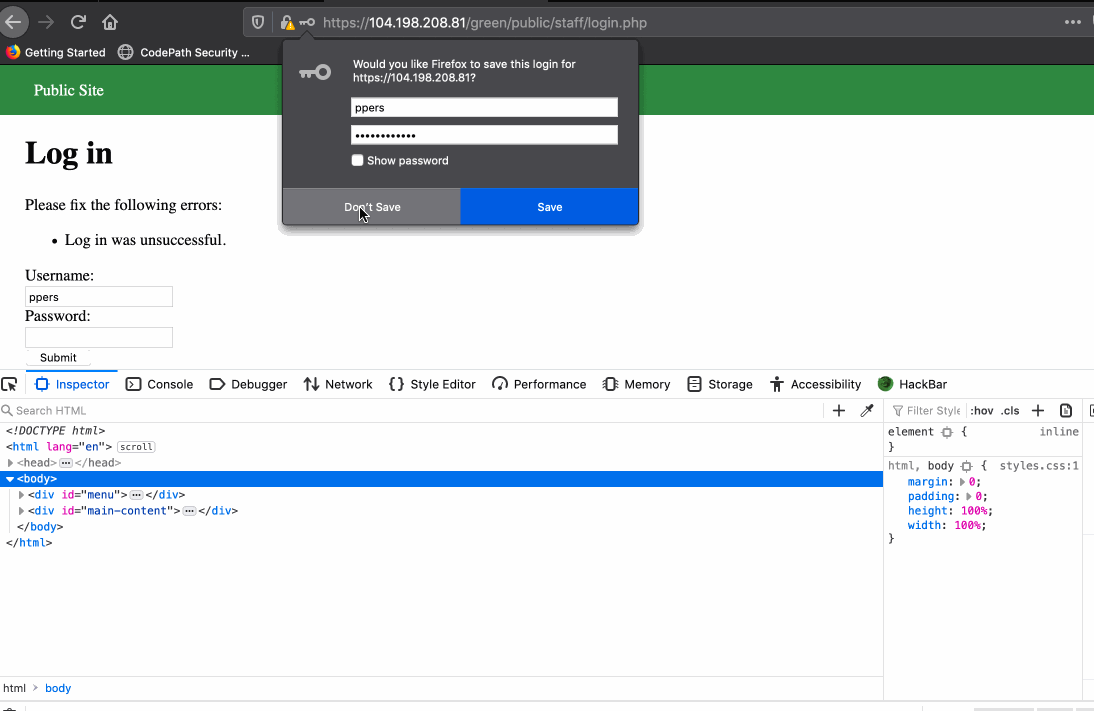 https://104.198.208.81/green/public/staff/login.php
Getting Started
CodePath Security ...
Public Site
Would you like Firefox to save this login for
https://104.198.208.81?
ppers
••••••••••••
Show password
Don't Save
Save
Log in
Please fix the following errors:
• Log in was unsuccessful.
Username:
ppers
Password:
Submit
Inspector
Console
Debugger
Network
{} Style Editor
Performance
Memory
Storage
Accessibility
HackBar
Search HTML
+
Filter Style
:hov
.cls
+
<!DOCTYPE html>
<html lang="en"> scroll
<head> ••• </head>
<body>
<div id="menu"> ••• </div>
<div id="main-content"> ••• </div>
</body>
</html>
element {
inline
}
html, body {
styles.css:1
margin: 0;
padding: 0;
height: 100%;
width: 100%;
}
html > body